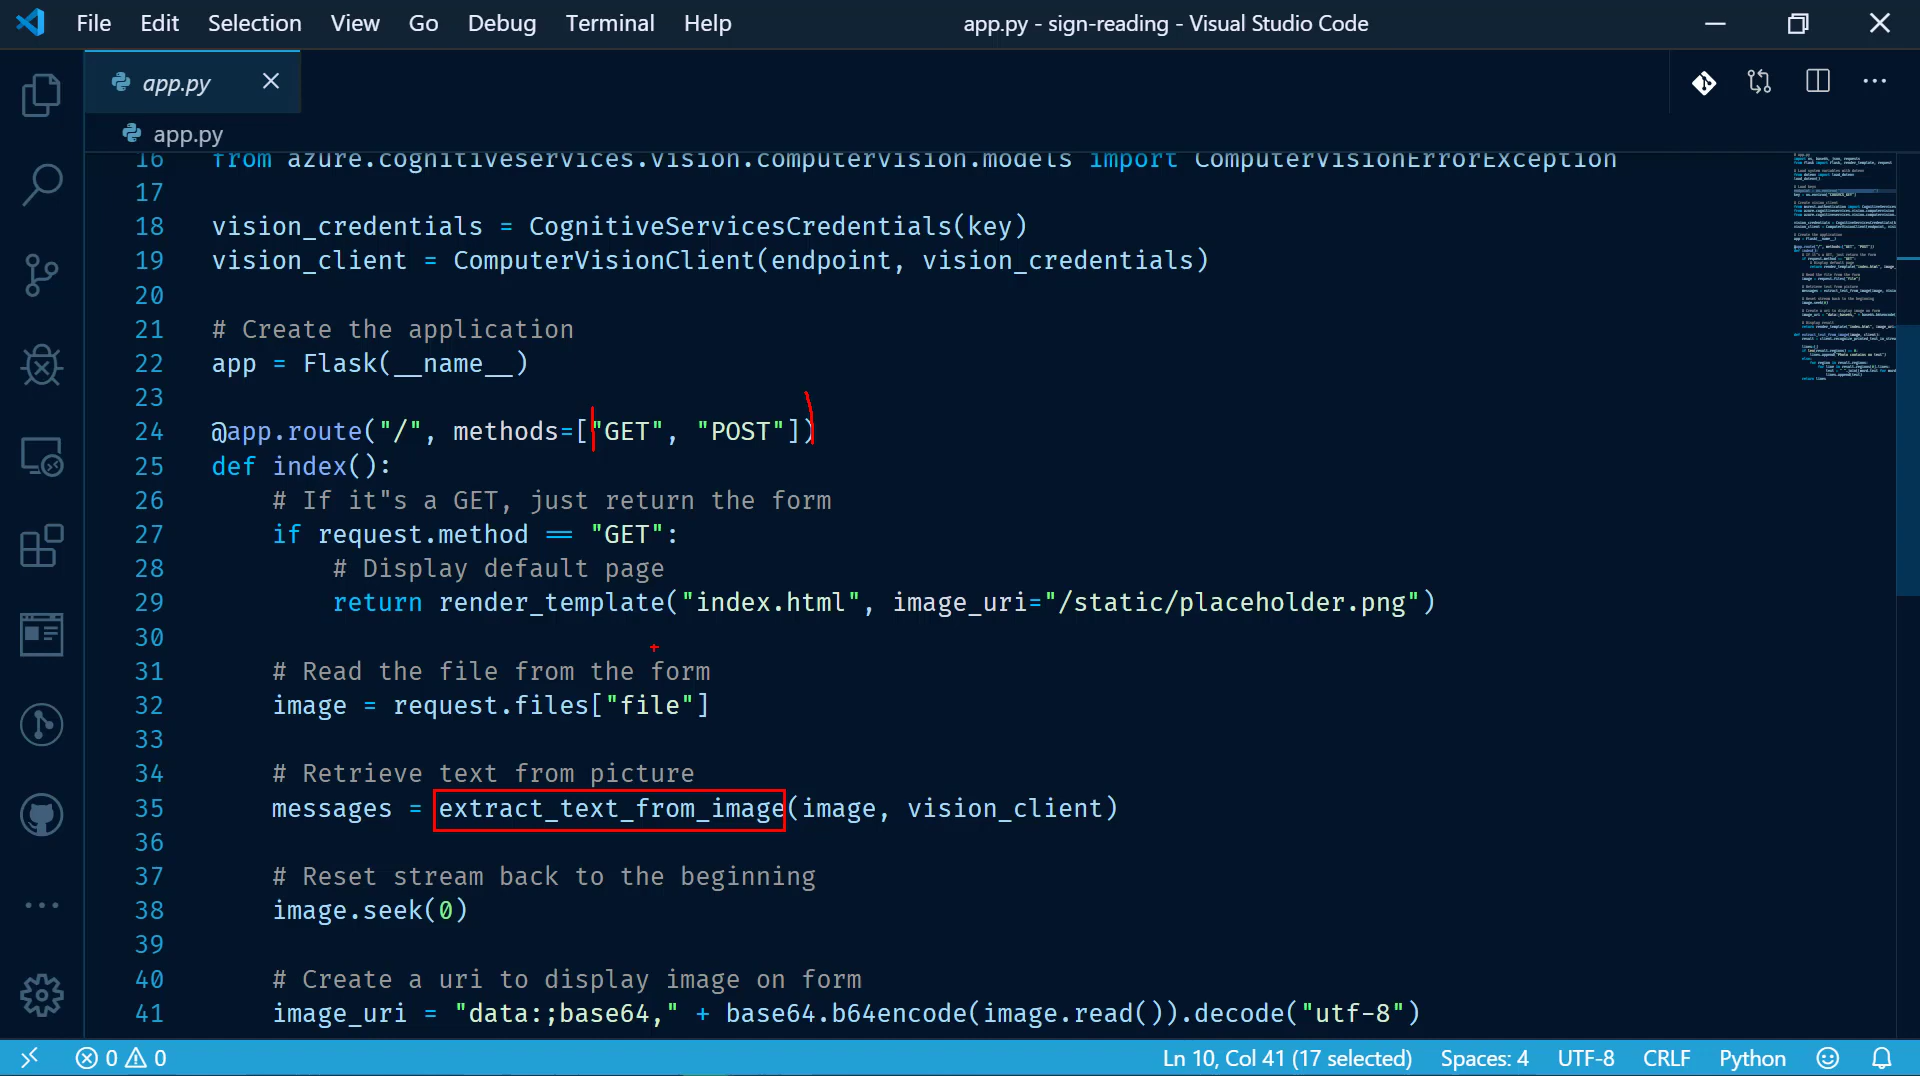 File Edit Selection View Go Debug Terminal Help app.py - sign-reading - Visual Studio Code
app.py
app.py
16 from azure.cognitiveservices.vision.computervision.models import ComputerVisionErrorException
17
18 vision_credentials = CognitiveServicesCredentials(key)
19 vision_client = ComputerVisionClient(endpoint, vision_credentials)
20
21 # Create the application
22 app = Flask(__name__)
23
24 @app.route("/", methods=["GET", "POST"])
25 def index():
26 # If it"s a GET, just return the form
27 if request.method == "GET":
28 # Display default page
29 return render_template("index.html", image_uri="/static/placeholder.png")
30
31 # Read the file from the form
32 image = request.files["file"]
33
34 # Retrieve text from picture
35 messages = extract_text_from_image(image, vision_client)
36
37 # Reset stream back to the beginning
38 image.seek(0)
39
40 # Create a uri to display image on form
41 image_uri = "data:;base64," + base64.b64encode(image.read()).decode("utf-8")
0 0 Ln 10, Col 41 (17 selected) Spaces: 4 UTF-8 CRLF Python